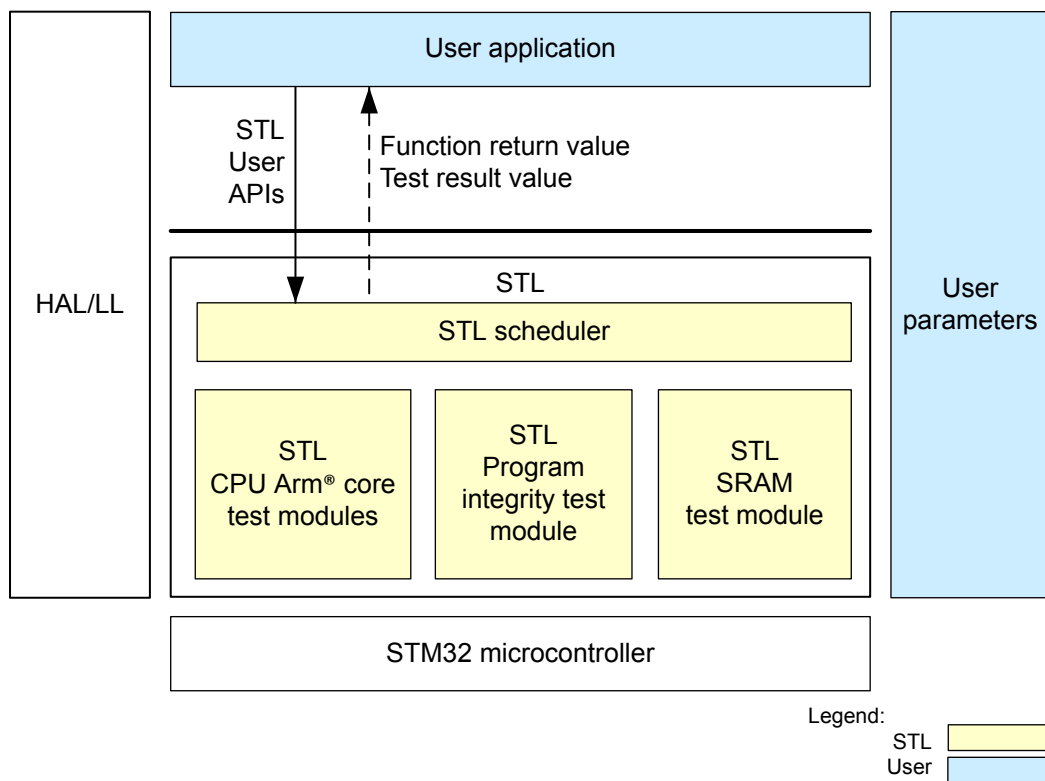 User application
STL
User
APIs
Function return value
Test result value
HAL/LL
User
parameters
STL
STL scheduler
STL
CPU Arm® core
test modules
STL
Program
integrity test
module
STL
SRAM
test module
STM32 microcontroller
Legend:
STL
User